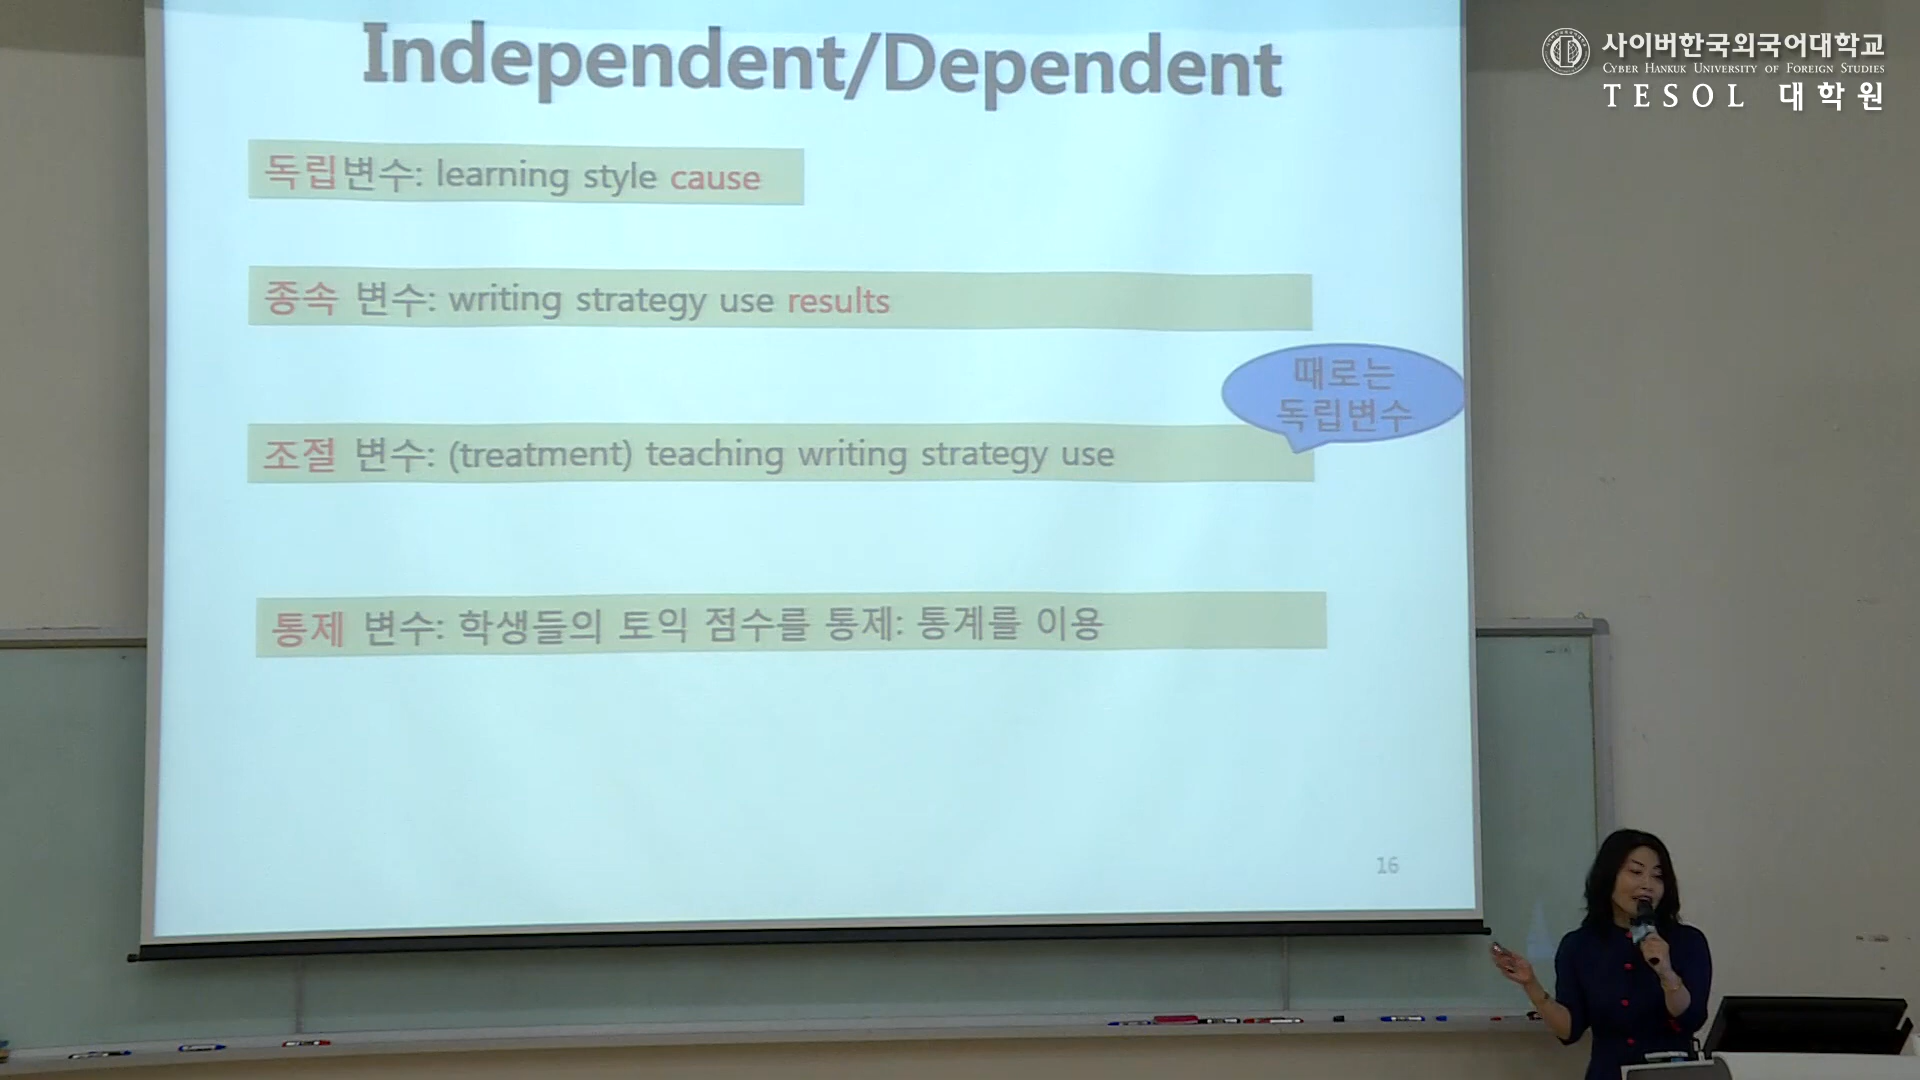 Independent/Dependent
독립변수: learning style cause
종속 변수: writing strategy use results
때로는
독립변수
조절 변수: (treatment) teaching writing strategy use
통제 변수: 학생들의 토익 점수를 통제: 통계를 이용
16
사이버한국외국어대학교
CYBER HANKUK UNIVERSITY OF FOREIGN STUDIES
TESOL 대학원